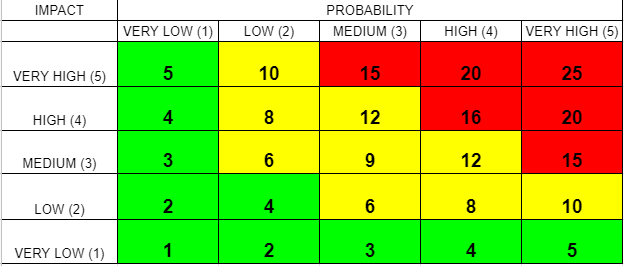 IMPACT PROBABILITY
VERY LOW (1) LOW (2) MEDIUM (3) HIGH (4) VERY HIGH (5)
VERY HIGH (5) 5 10 15 20 25
HIGH (4) 4 8 12 16 20
MEDIUM (3) 3 6 9 12 15
LOW (2) 2 4 6 8 10
VERY LOW (1) 1 2 3 4 5